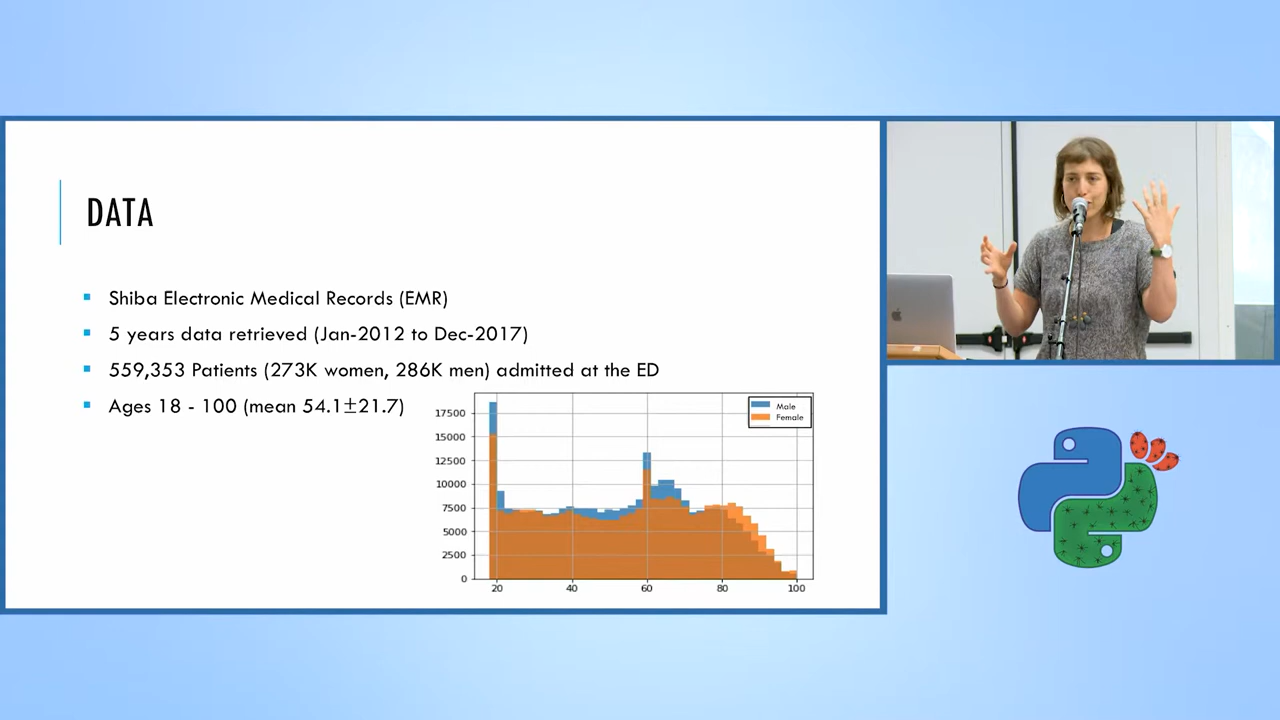 DATA
Shiba Electronic Medical Records (EMR)
5 years data retrieved (Jan-2012 to Dec-2017)
559,353 Patients (273K women, 286K men) admitted at the ED
Ages 18 - 100 (mean 54.1±21.7)
Male
Female
17500
15000
12500
10000
7500
5000
2500
0
20 40 60 80 100